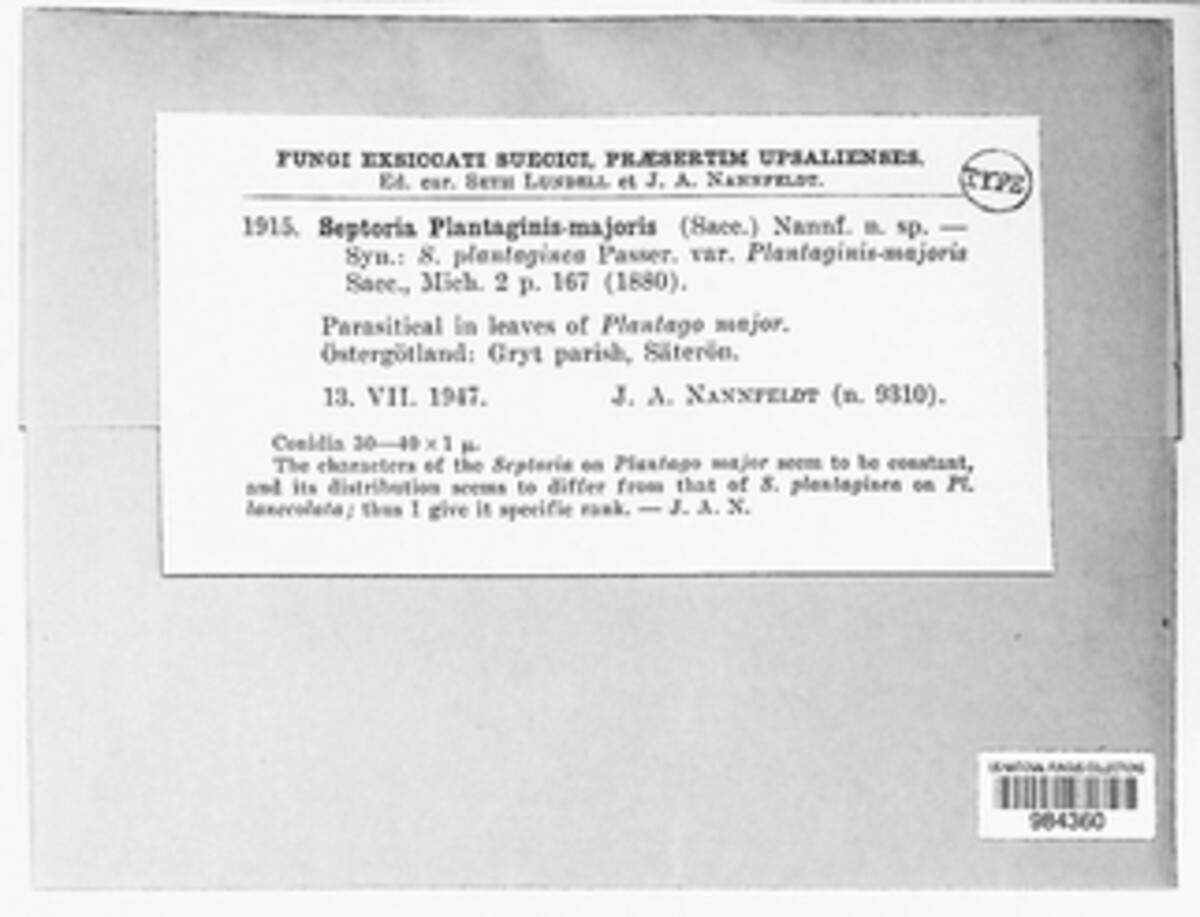 FUNGI EXSICCATI SUECICI, PRÆSERTIM UPSALIENSES.
Ed. cur. SETH LUNDELL et J. A. NANNFELDT.
TYPE
1915. Septoria Plantaginis-majoris (Sacc.) Nannf. n. sp. —
Syn.: S. plantaginea Passer. var. Plantaginis-majoris
Sacc., Mich. 2 p. 167 (1880).
Parasitical in leaves of Plantago major.
Östergötland: Gryt parish, Säterön.
13. VII. 1947. J. A. NANNFELDT (n. 9310).
Conidia 30—40 × 1 µ.
The characters of the Septoria on Plantago major seem to be constant,
and its distribution seems to differ from that of S. plantaginea on Pl.
lanceolata; thus I give it specific rank. — J. A. N.
US NATIONAL FUNGUS COLLECTIONS
984360